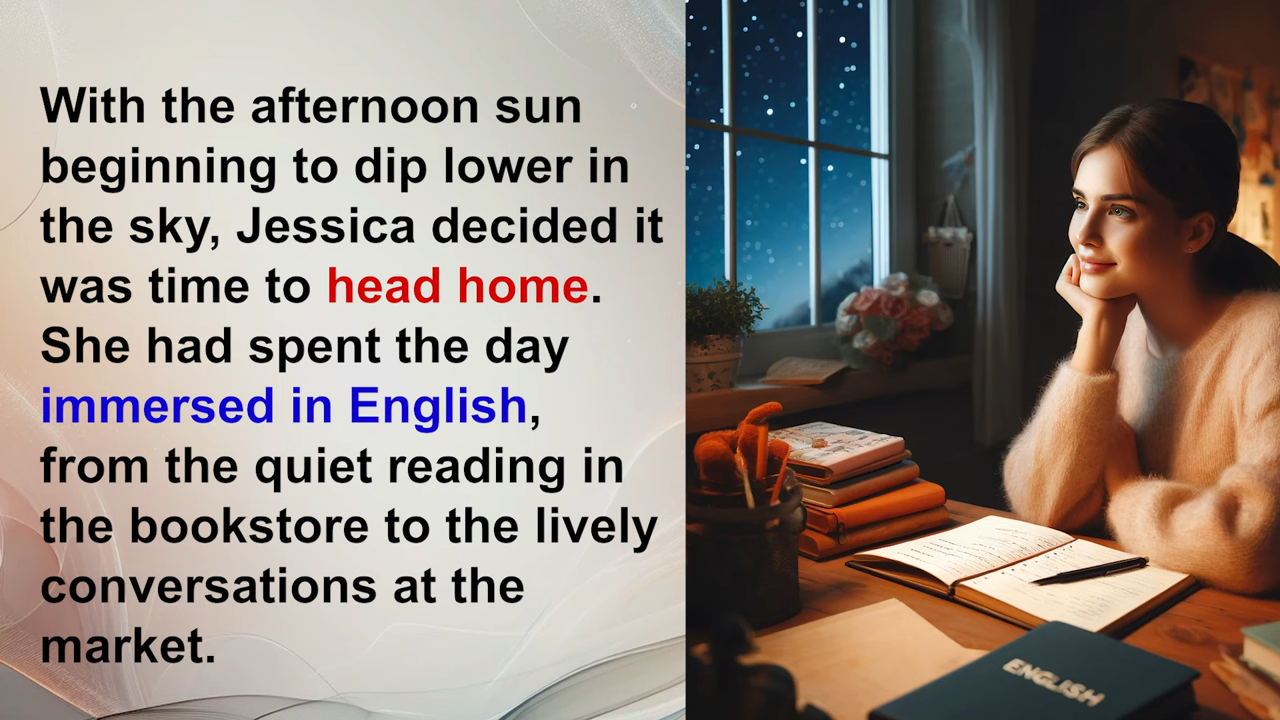 With the afternoon sun
beginning to dip lower in
the sky, Jessica decided it
was time to head home.
She had spent the day
immersed in English,
from the quiet reading in
the bookstore to the lively
conversations at the
market.
ENGLISH